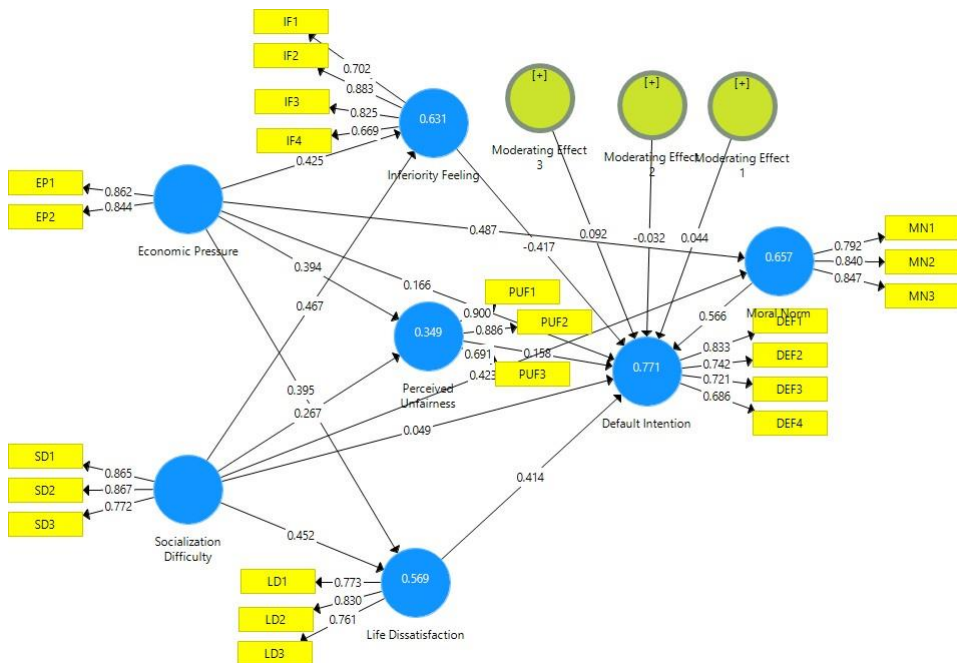 IF1
IF2
IF3
IF4
0.702
0.883
0.825
0.669
0.631
Inferiority Feeling
[+]
[+]
[+]
Moderating Effect
3
Moderating Effect
2
Moderating Effect
1
EP1
EP2
0.862
0.844
Economic Pressure
0.425
0.487
-0.417
0.092
-0.032
0.044
0.657
Moral Norm
0.792
0.840
0.847
MN1
MN2
MN3
0.394
0.166
0.467
0.349
Perceived
Unfairness
0.900
0.886
0.691
PUF1
PUF2
PUF3
0.158
0.566
0.771
Default Intention
0.833
0.742
0.721
0.686
DEF1
DEF2
DEF3
DEF4
0.395
0.267
0.423
0.049
SD1
SD2
SD3
0.865
0.867
0.772
Socialization
Difficulty
0.452
0.414
0.569
Life Dissatisfaction
LD1
LD2
LD3
0.773
0.830
0.761